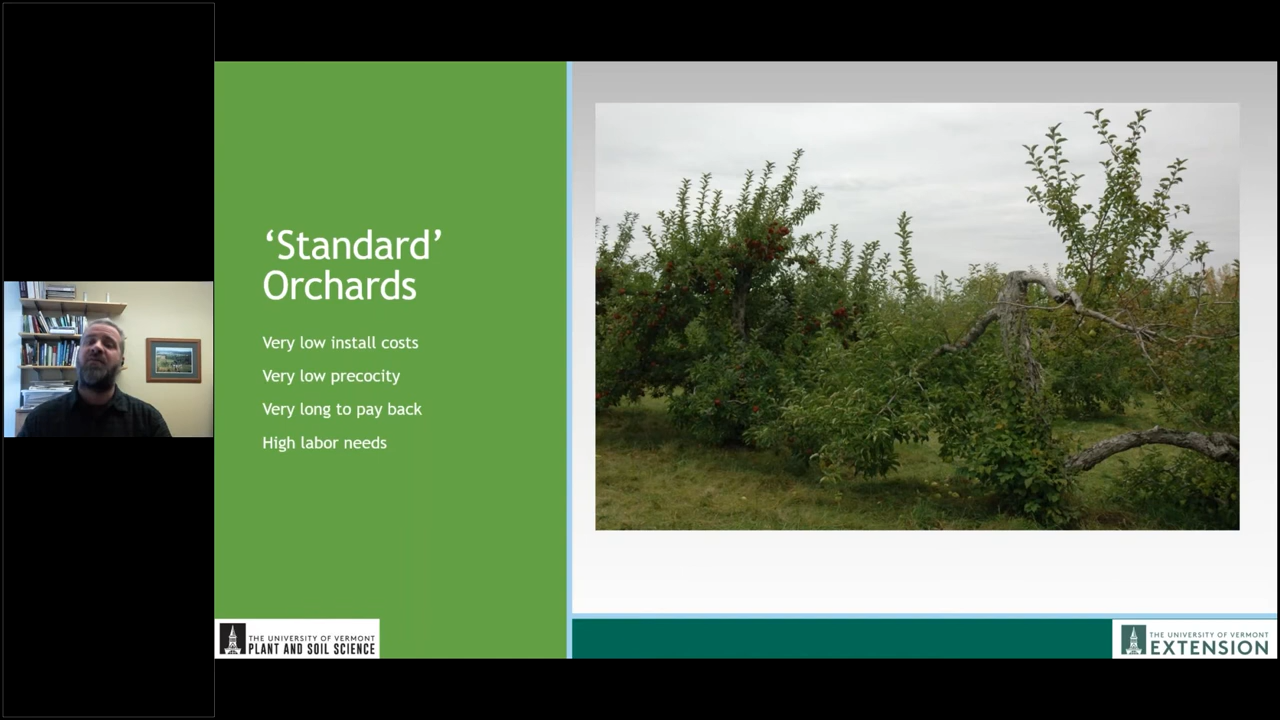 ‘Standard’
Orchards
Very low install costs
Very low precocity
Very long to pay back
High labor needs
THE UNIVERSITY OF VERMONT
PLANT AND SOIL SCIENCE
THE UNIVERSITY OF VERMONT
EXTENSION